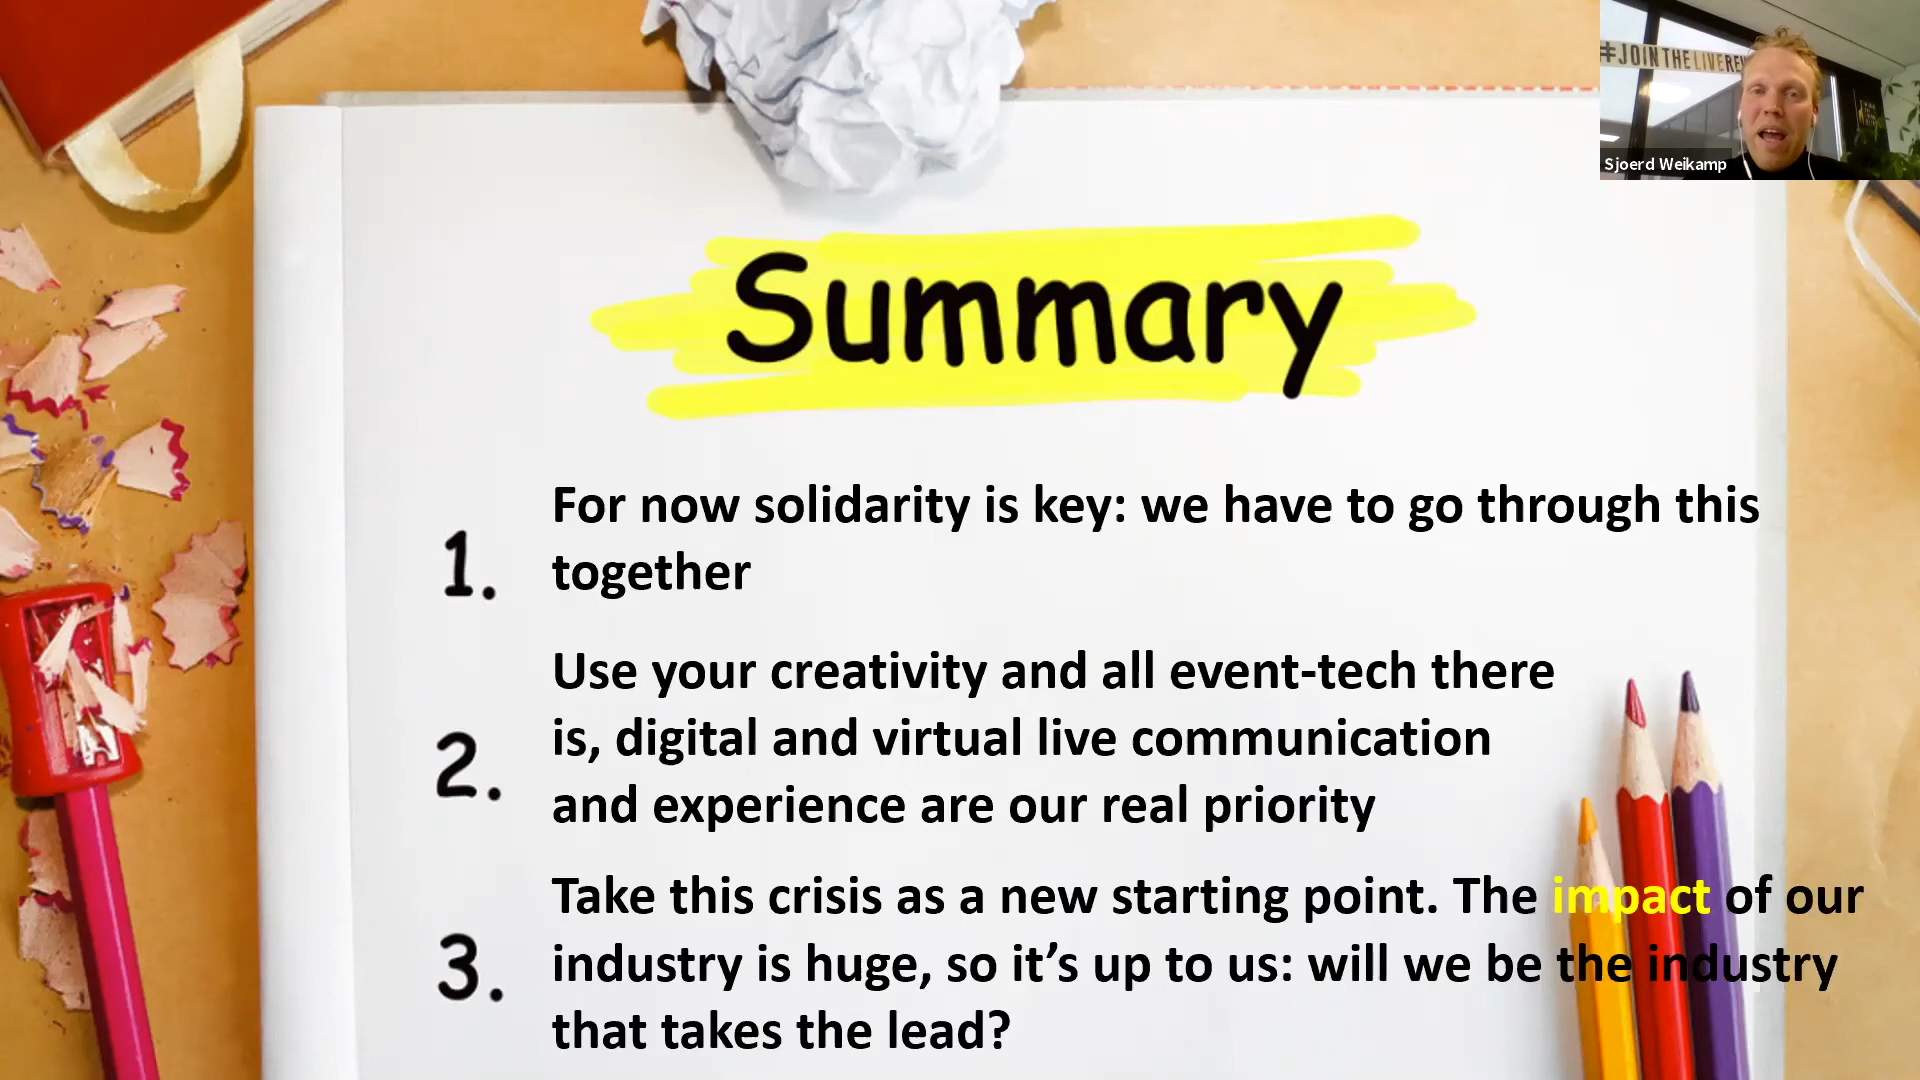 #JOIN THE LIVE REV
Sjoerd Weikamp
Summary
1. For now solidarity is key: we have to go through this
together
2. Use your creativity and all event-tech there
is, digital and virtual live communication
and experience are our real priority
3. Take this crisis as a new starting point. The impact of our
industry is huge, so it’s up to us: will we be the industry
that takes the lead?